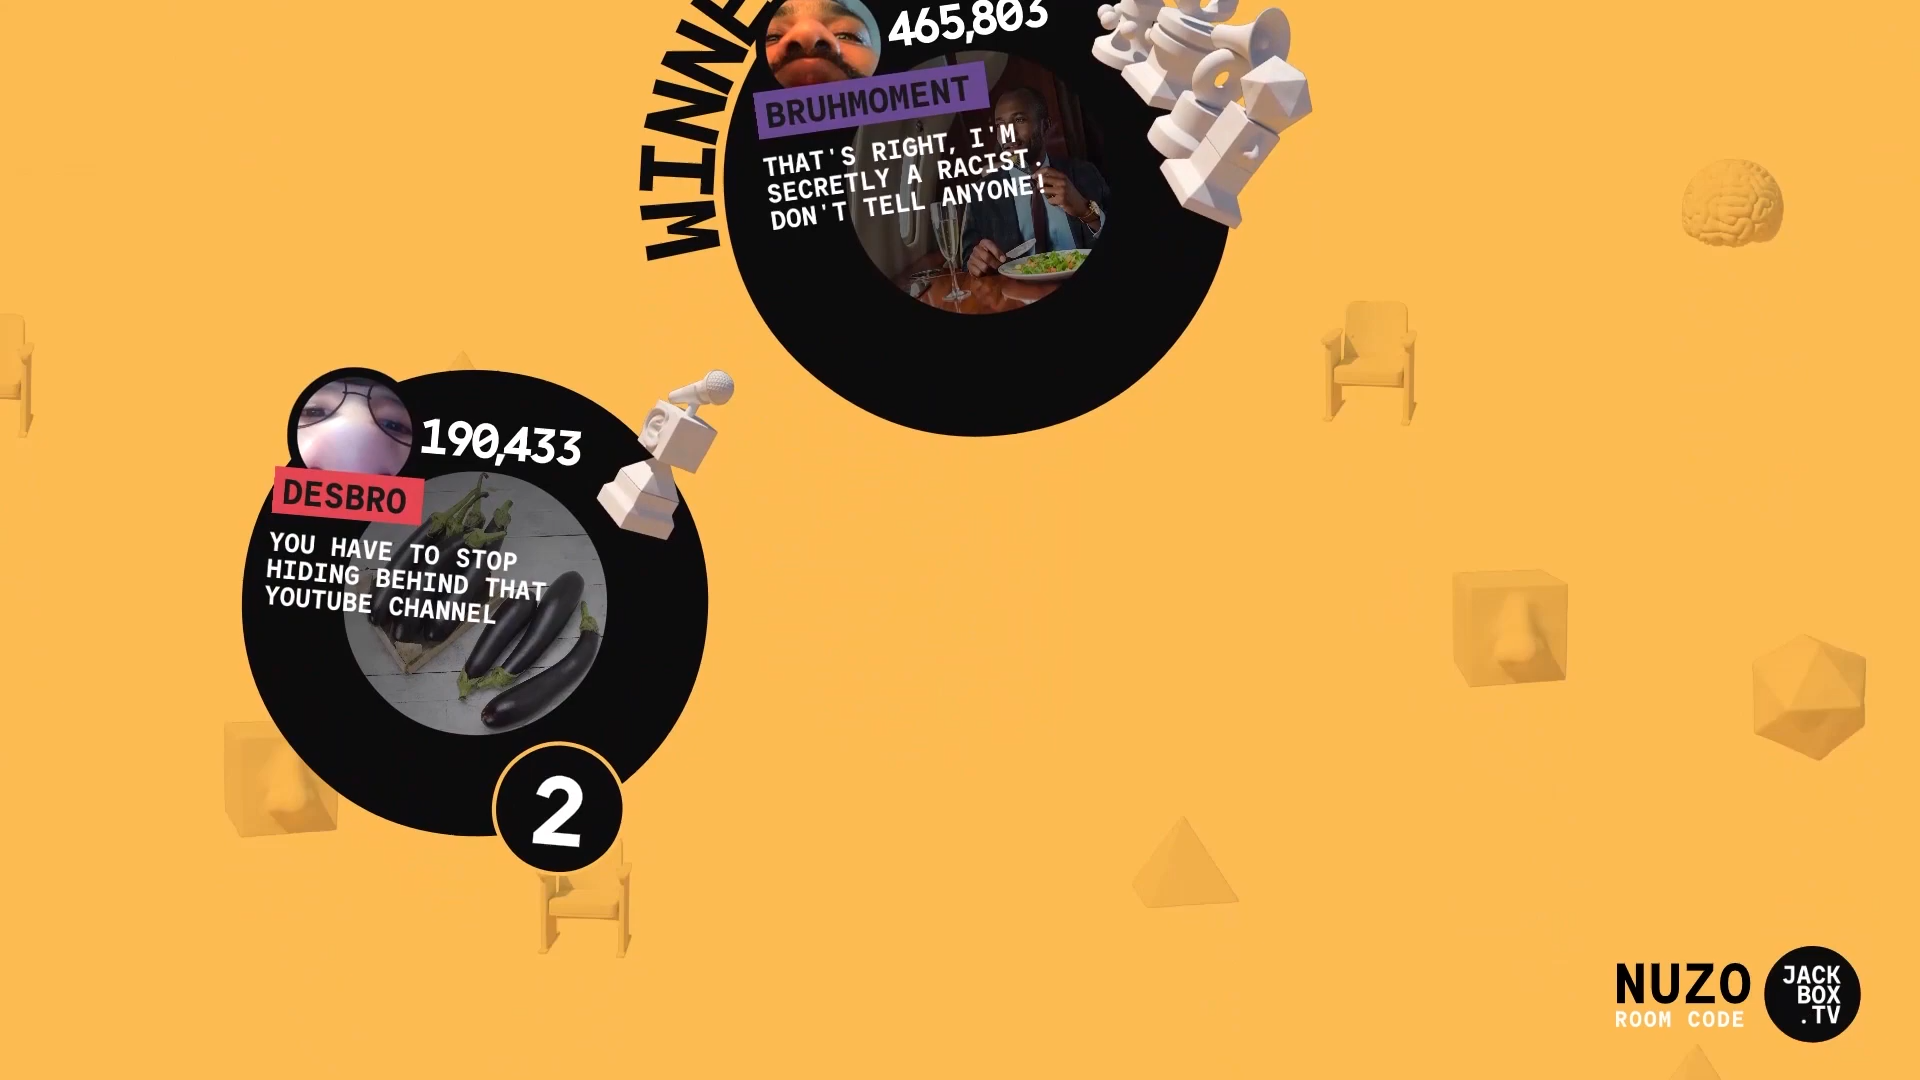 WINNE
465,803
BRUHMOMENT
THAT'S RIGHT, I'M
SECRETLY A RACIST.
DON'T TELL ANYONE!
190,433
DESBRO
YOU HAVE TO STOP
HIDING BEHIND THAT
YOUTUBE CHANNEL
2
NUZO
ROOM CODE
JACK
BOX
.TV